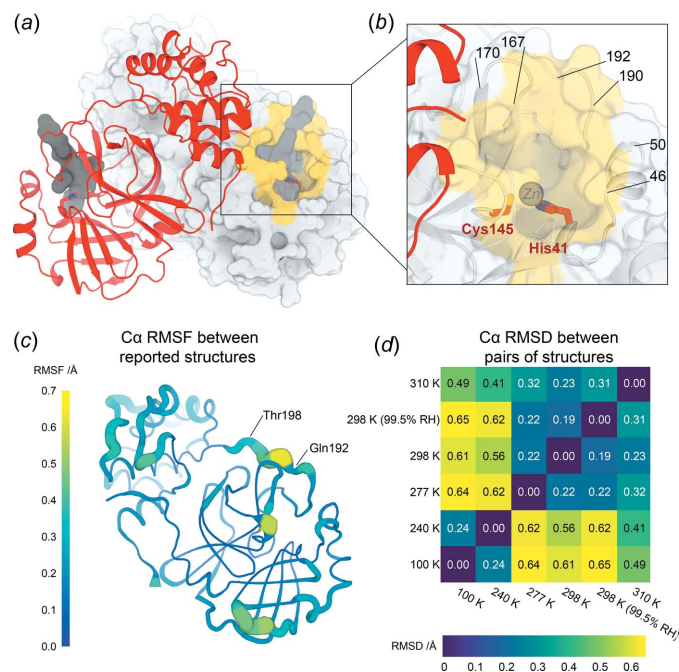 (a)
(b)
170
167
192
190
50
46
Zn
Cys145
His41
(c)
Cα RMSF between
reported structures
RMSF /Å
0.7
0.6
0.5
0.4
0.3
0.2
0.1
0.0
Thr198
Gln192
(d)
Cα RMSD between
pairs of structures
310 K 0.49 0.41 0.32 0.23 0.31 0.00
298 K (99.5% RH) 0.65 0.62 0.22 0.19 0.00 0.31
298 K 0.61 0.56 0.22 0.00 0.19 0.23
277 K 0.64 0.62 0.00 0.22 0.22 0.32
240 K 0.24 0.00 0.62 0.56 0.62 0.41
100 K 0.00 0.24 0.64 0.61 0.65 0.49
100 K 240 K 277 K 298 K 298 K (99.5% RH) 310 K
RMSD /Å
0 0.1 0.2 0.3 0.4 0.5 0.6